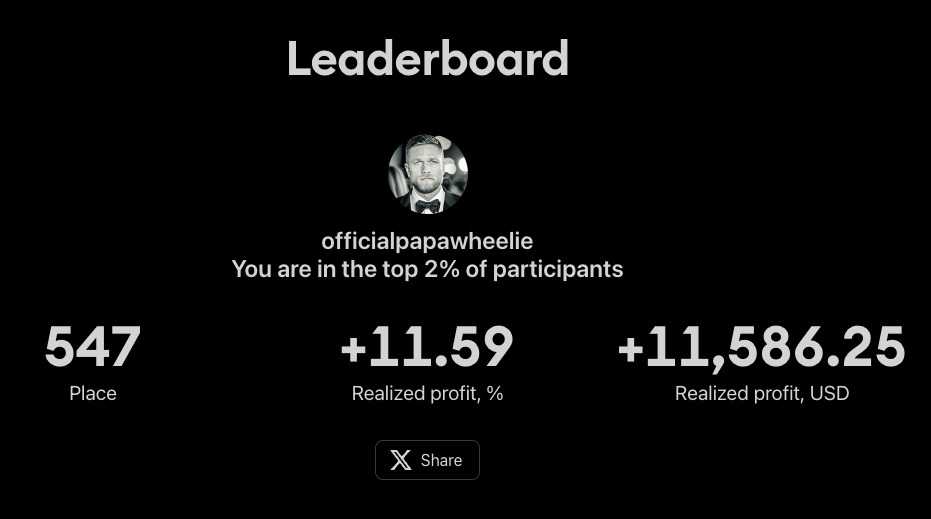 Leaderboard
officialpapawheelie
You are in the top 2% of participants
547
Place
+11.59
Realized profit, %
+11,586.25
Realized profit, USD
Share